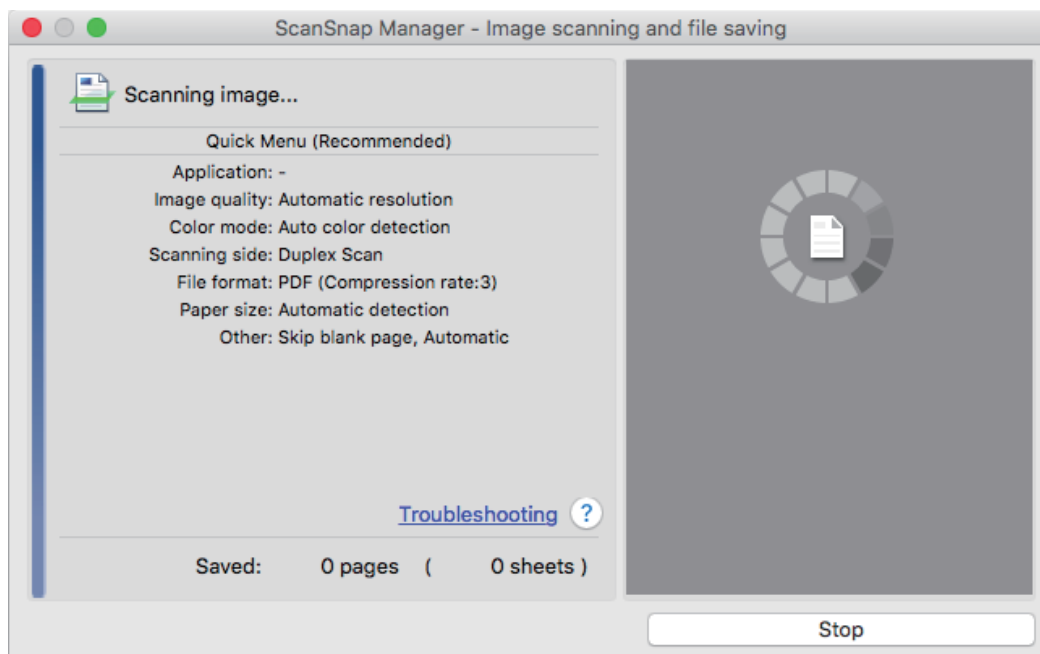 ScanSnap Manager - Image scanning and file saving
Scanning image...
Quick Menu (Recommended)
Application: -
Image quality: Automatic resolution
Color mode: Auto color detection
Scanning side: Duplex Scan
File format: PDF (Compression rate:3)
Paper size: Automatic detection
Other: Skip blank page, Automatic
Troubleshooting ?
Saved: 0 pages ( 0 sheets )
Stop